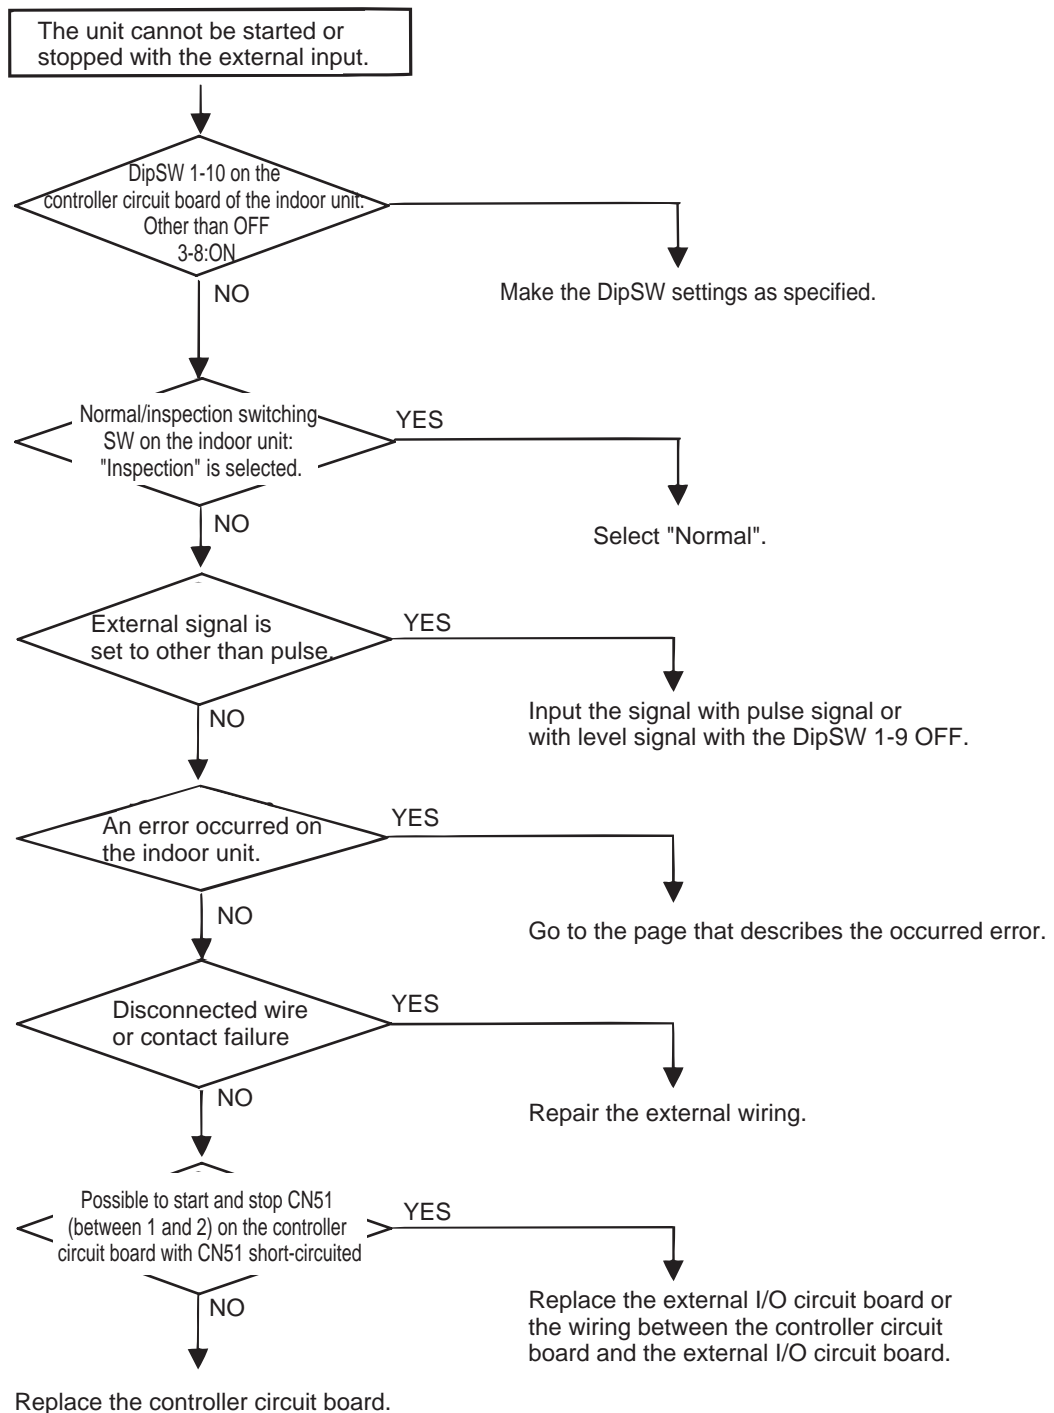 The unit cannot be started or
stopped with the external input.
DipSW 1-10 on the
controller circuit board of the indoor unit:
Other than OFF
3-8:ON
NO
Make the DipSW settings as specified.
Normal/inspection switching
SW on the indoor unit:
"Inspection" is selected.
YES
NO
Select "Normal".
External signal is
set to other than pulse.
YES
NO
Input the signal with pulse signal or
with level signal with the DipSW 1-9 OFF.
An error occurred on
the indoor unit.
YES
NO
Go to the page that describes the occurred error.
Disconnected wire
or contact failure
YES
NO
Repair the external wiring.
Possible to start and stop CN51
(between 1 and 2) on the controller
circuit board with CN51 short-circuited
YES
NO
Replace the external I/O circuit board or
the wiring between the controller circuit
board and the external I/O circuit board.
Replace the controller circuit board.